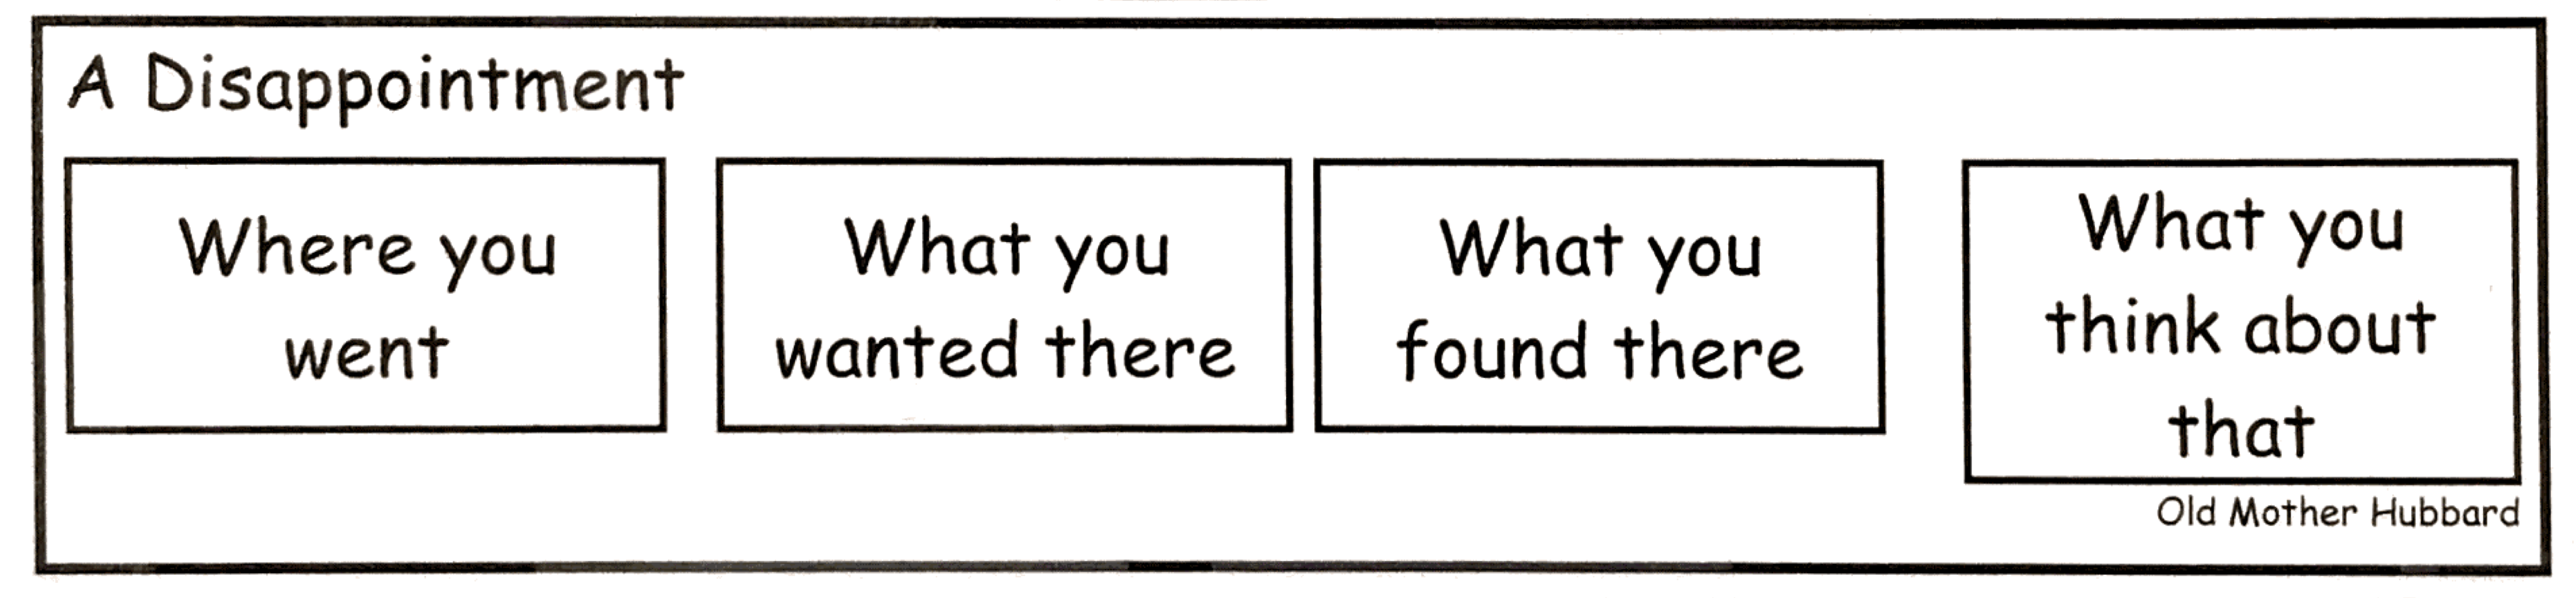 A Disappointment
Where you
went
What you
wanted there
What you
found there
What you
think about
that
Old Mother Hubbard